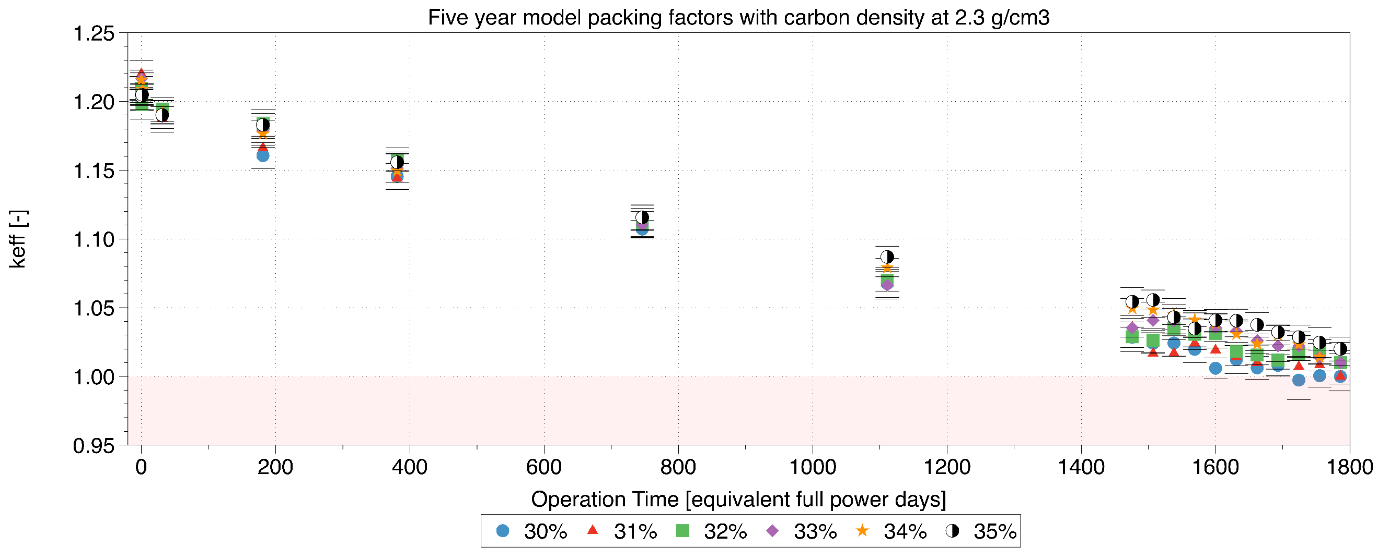 Five year model packing factors with carbon density at 2.3 g/cm3
1.25
1.20
1.15
1.10
1.05
1.00
0.95
keff [-]
0 200 400 600 800 1000 1200 1400 1600 1800
Operation Time [equivalent full power days]
30% 31% 32% 33% 34% 35%